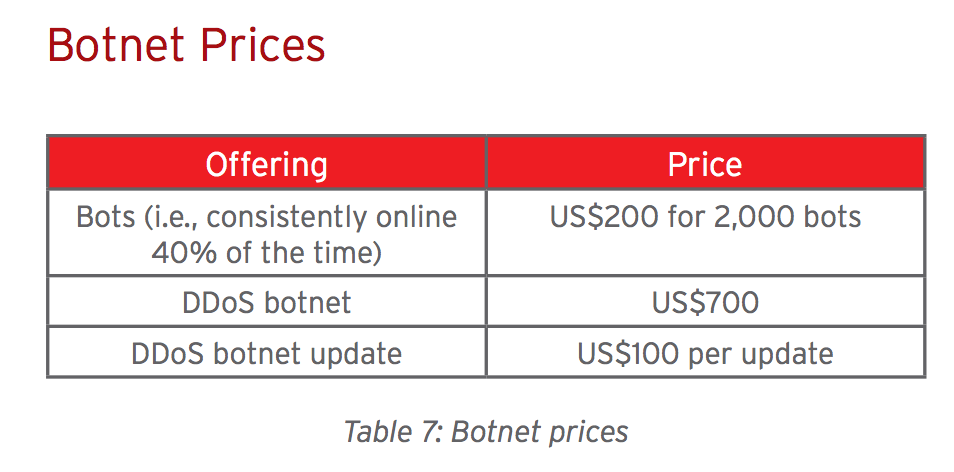 Botnet Prices
Offering
Price
Bots (i.e., consistently online
40% of the time)
US$200 for 2,000 bots
DDoS botnet
US$700
DDoS botnet update
US$100 per update
Table 7: Botnet prices